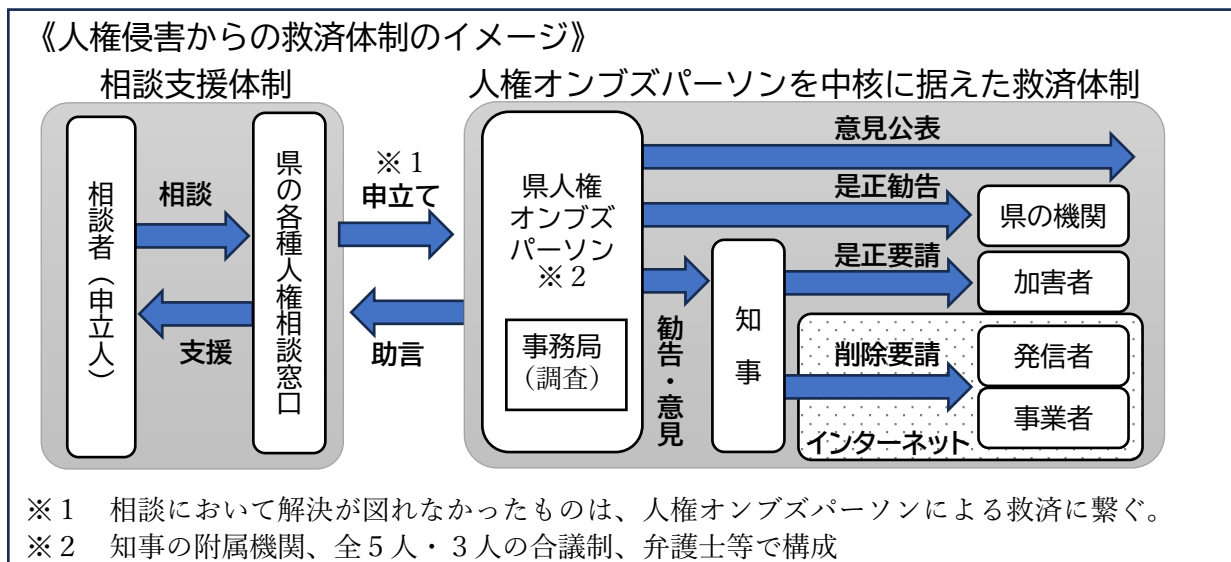 《人権侵害からの救済体制のイメージ》
相談支援体制
人権オンブズパーソンを中核に据えた救済体制
相談者（申立人）
相談
支援
県の各種人権相談窓口
※１
申立て
助言
県人権
オンブズ
パーソン
※２
事務局
（調査）
意見公表
是正勧告
勧告・意見
知事
是正要請
削除要請
インターネット
県の機関
加害者
発信者
事業者
※１　相談において解決が図れなかったものは、人権オンブズパーソンによる救済に繋ぐ。
※２　知事の附属機関、全５人・３人の合議制、弁護士等で構成